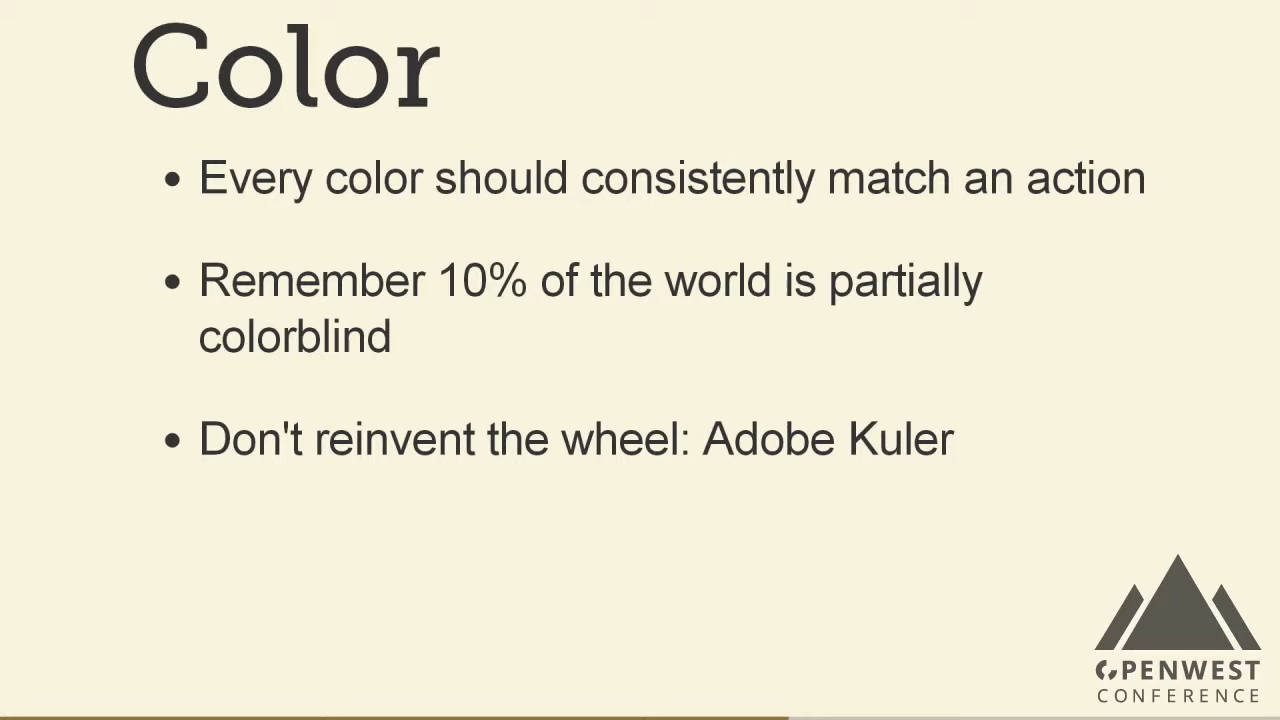 Color
• Every color should consistently match an action
• Remember 10% of the world is partially
colorblind
• Don't reinvent the wheel: Adobe Kuler
OPENWEST
CONFERENCE